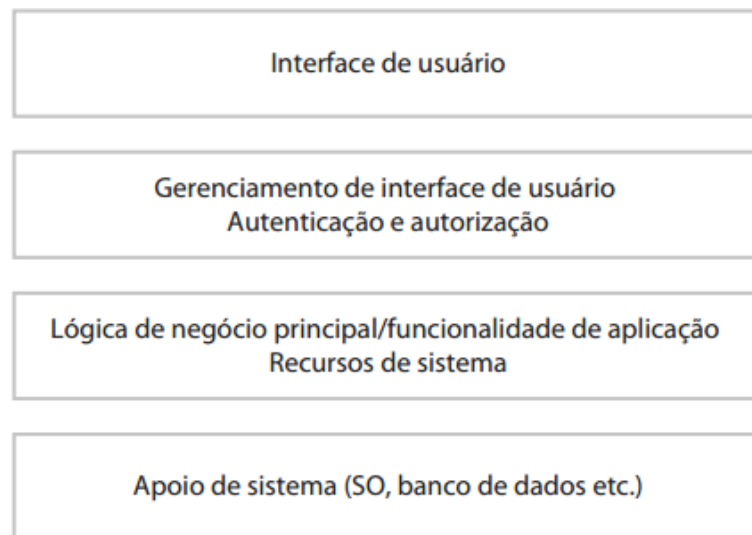 Interface de usuário
Gerenciamento de interface de usuário
Autenticação e autorização
Lógica de negócio principal/funcionalidade de aplicação
Recursos de sistema
Apoio de sistema (SO, banco de dados etc.)